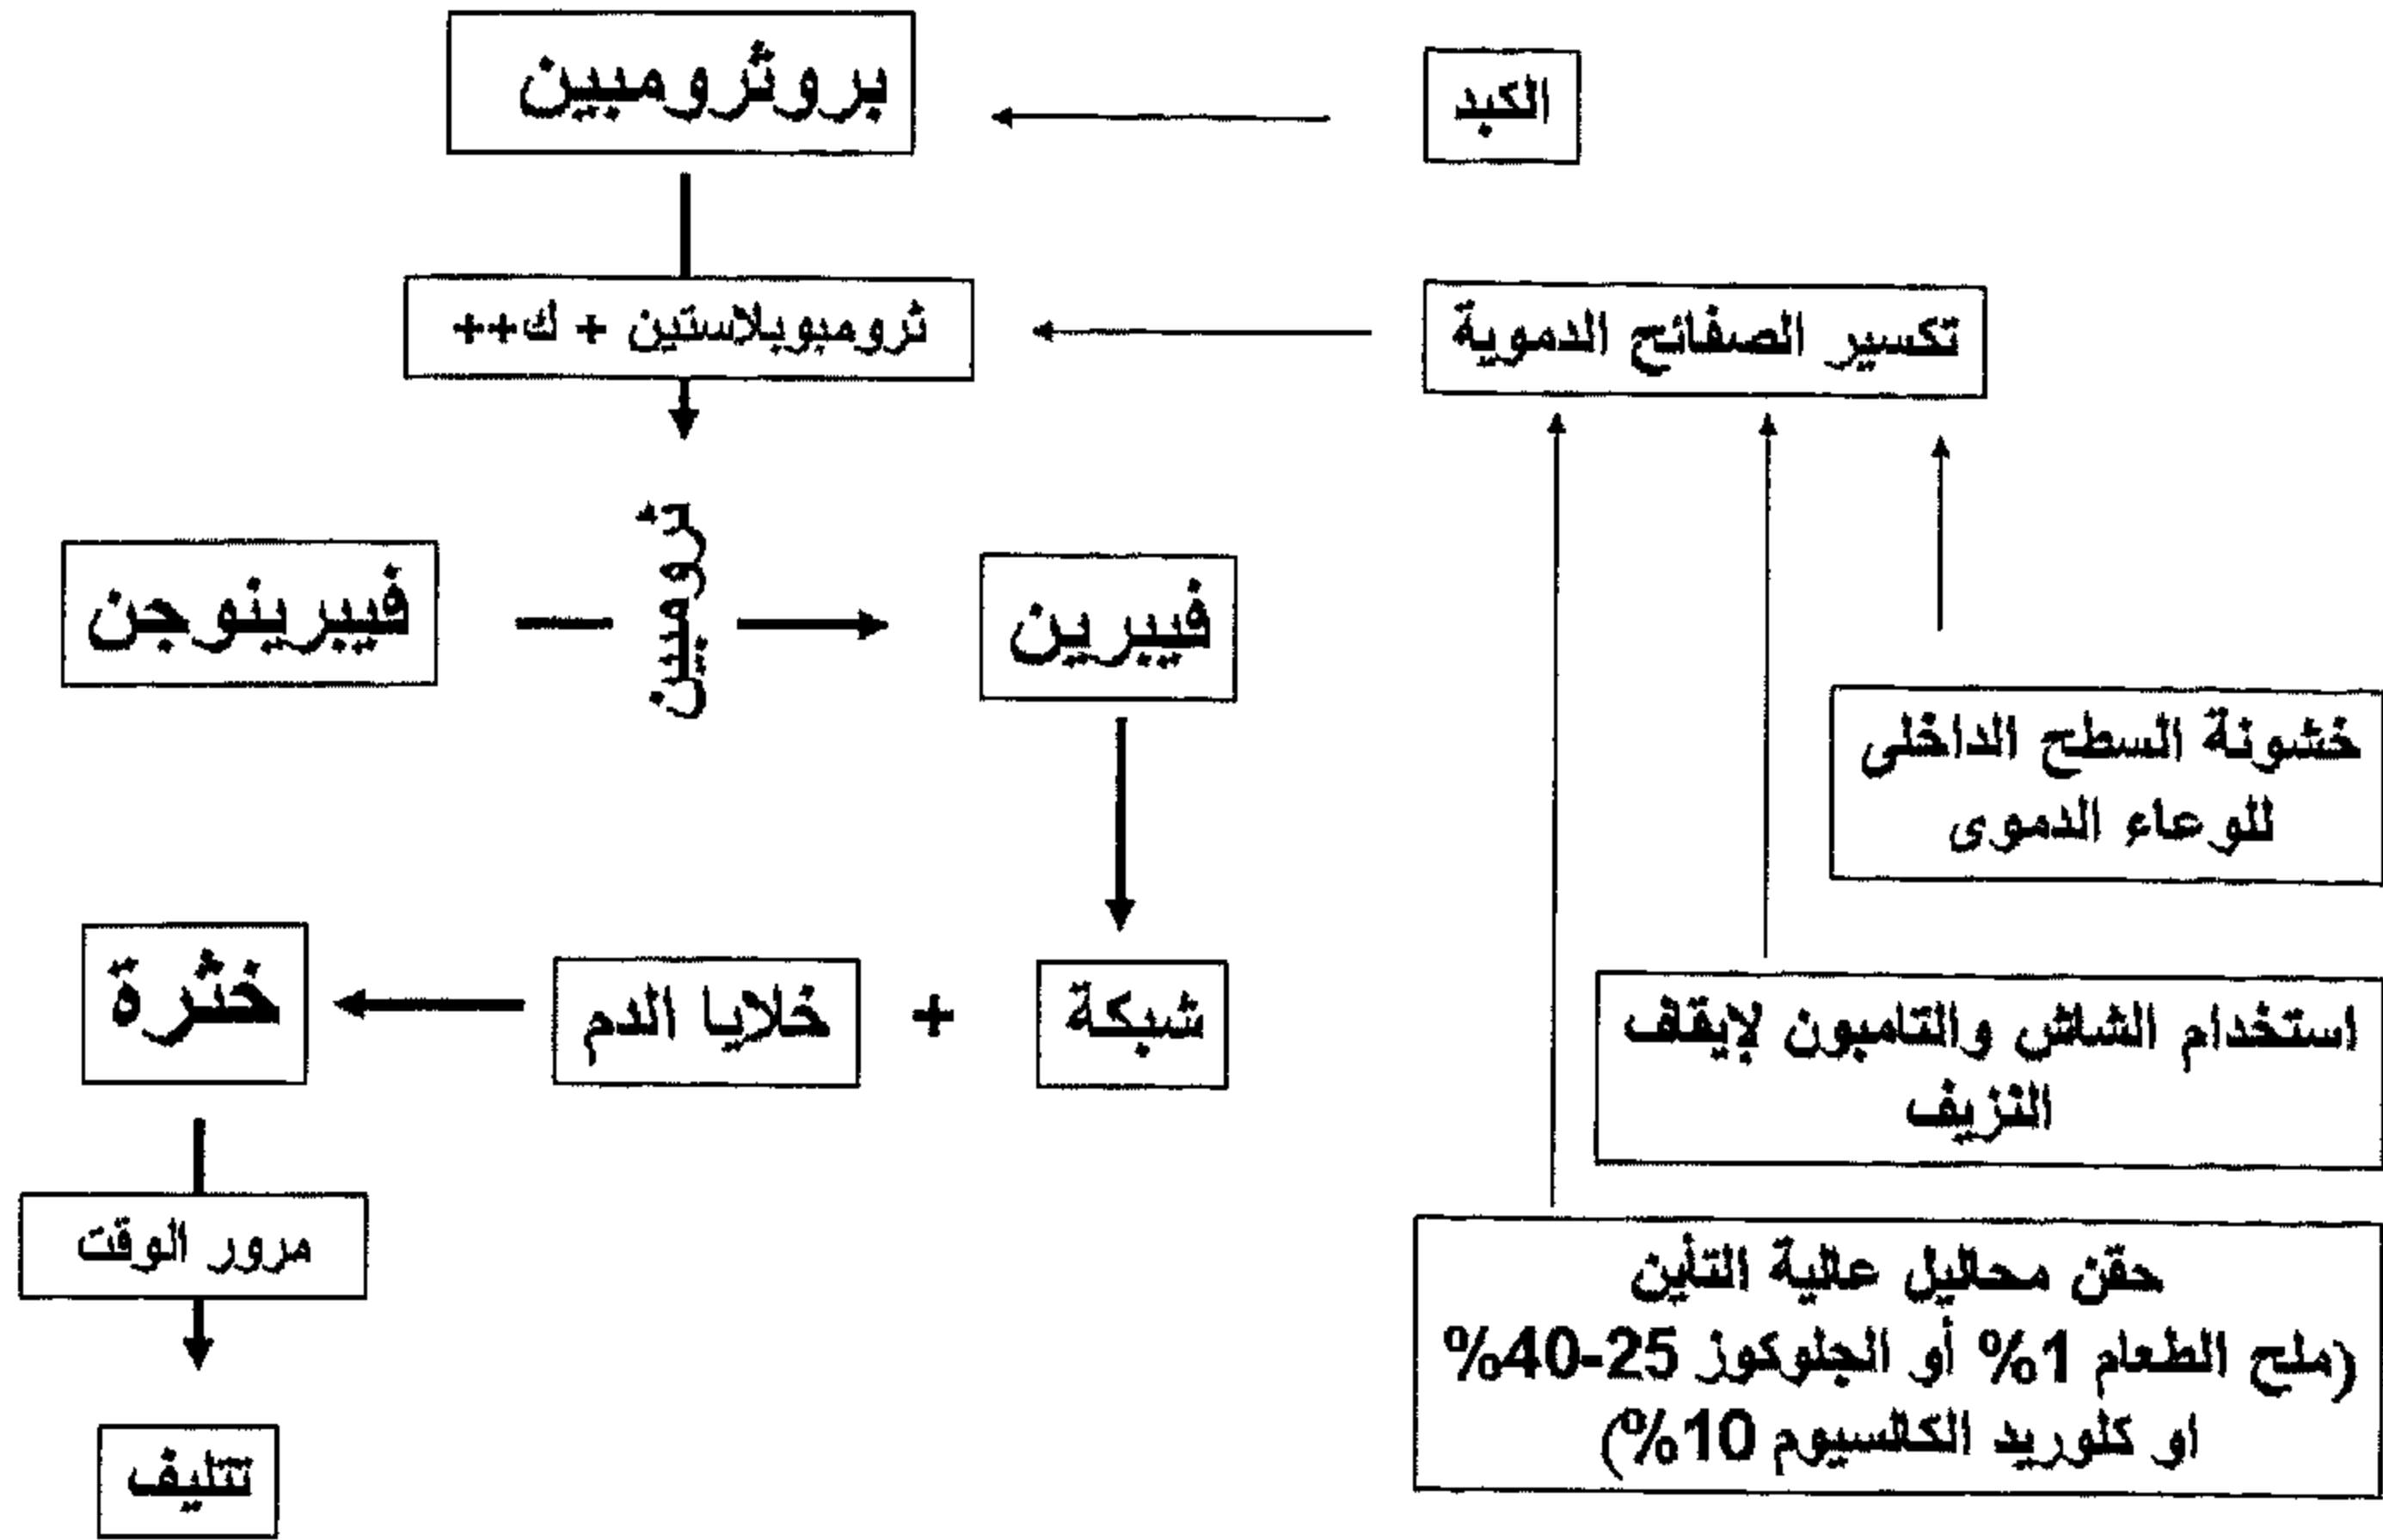 الكبد
بروثرومبين
تكسير الصفائح الدموية
ثرومبوبلاستين + ك++
ثرومبين
فيبرينوجن
فيبرين
خشونة السطح الداخلى
للوعاء الدموى
شبكة
+
خلايا الدم
خثرة
استخدام الشاش والتامبون لإيقاف
النزيف
مرور الوقت
حقن محاليل عالية التأين
(ملح الطعام 1% أو الجلوكوز 25-40%
او كلوريد الكالسيوم 10%)
تتليف